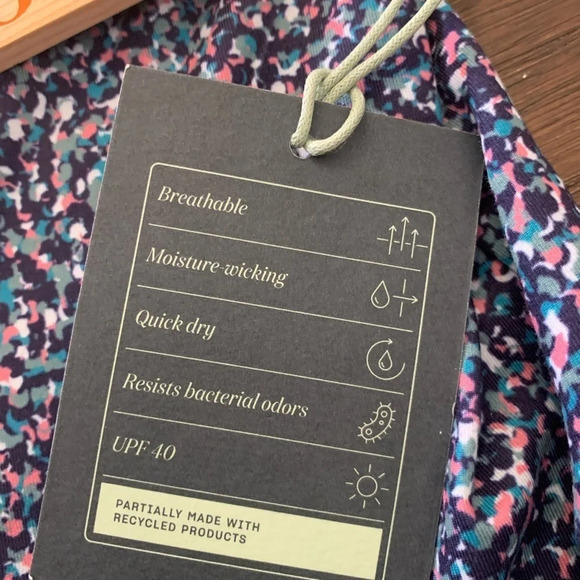 Breathable
Moisture-wicking
Quick dry
Resists bacterial odors
UPF 40
PARTIALLY MADE WITH
RECYCLED PRODUCTS